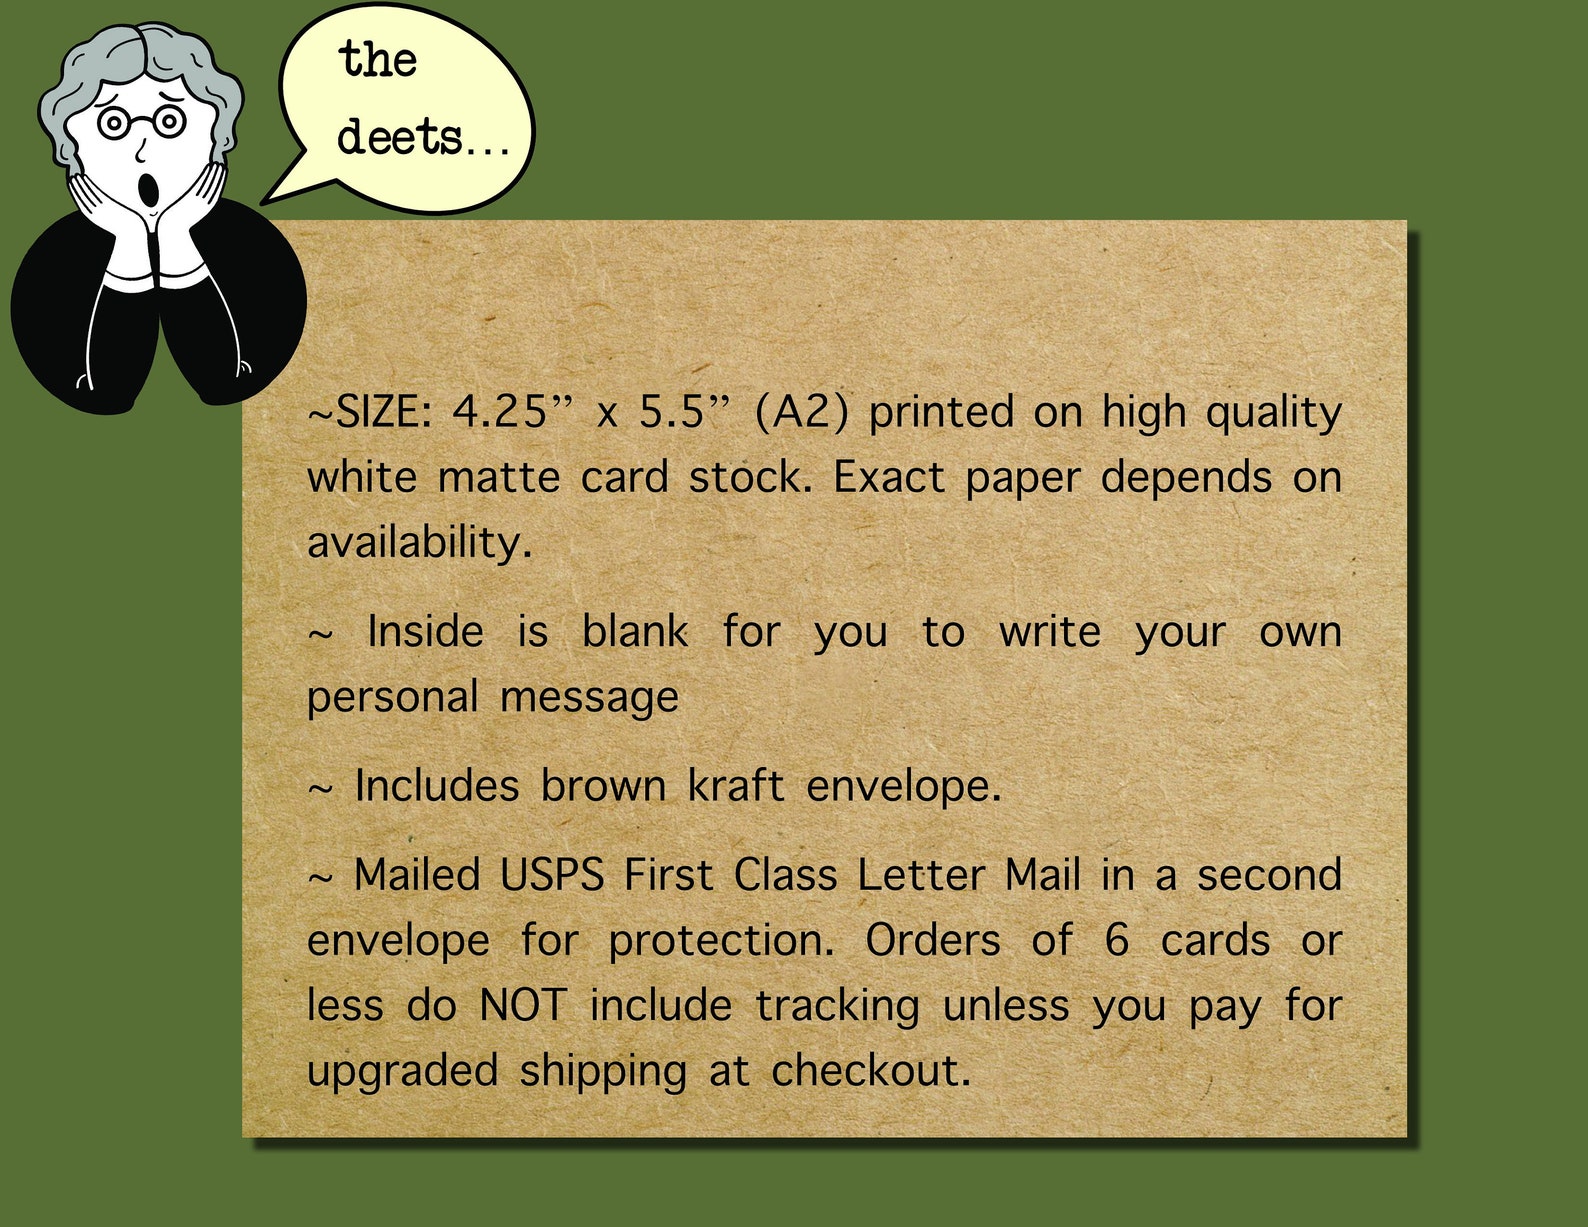 the
deets...
~SIZE: 4.25” x 5.5” (A2) printed on high quality
white matte card stock. Exact paper depends on
availability.
~ Inside is blank for you to write your own
personal message
~ Includes brown kraft envelope.
~ Mailed USPS First Class Letter Mail in a second
envelope for protection. Orders of 6 cards or
less do NOT include tracking unless you pay for
upgraded shipping at checkout.